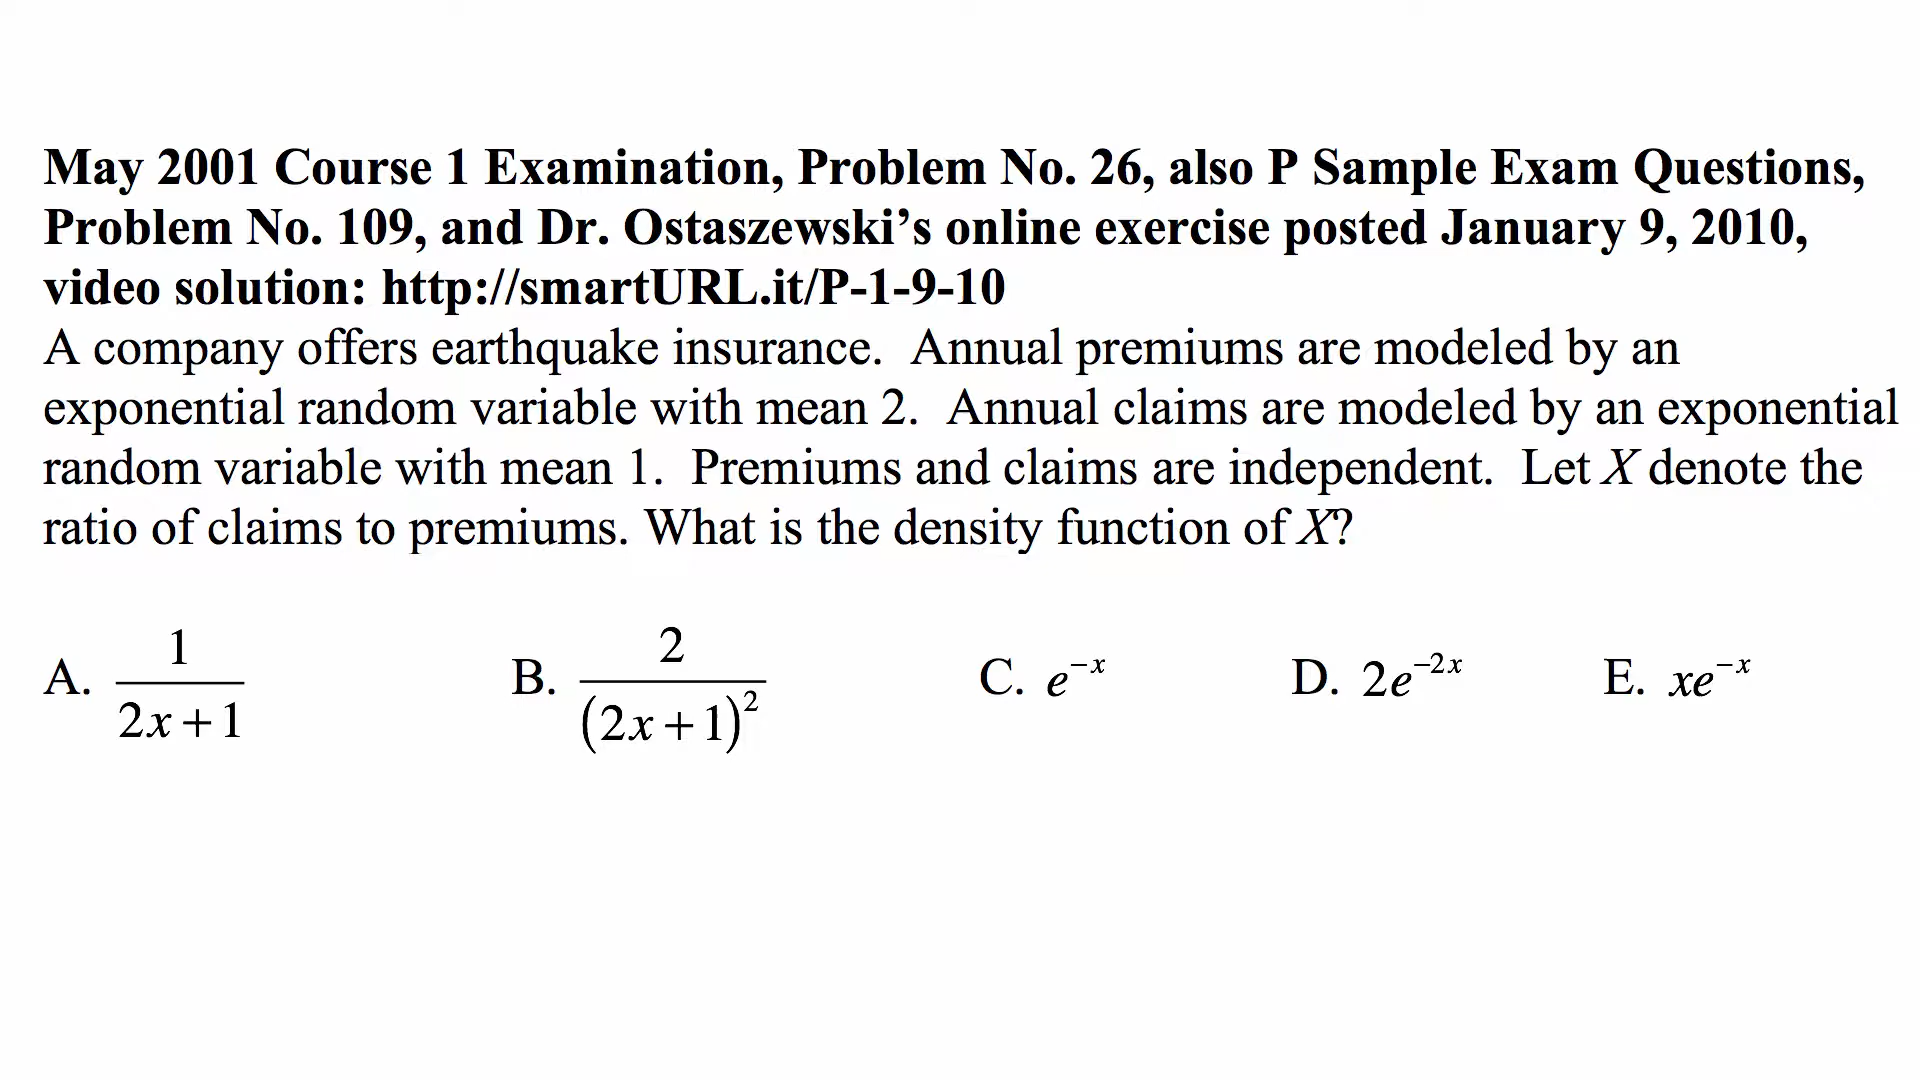 May 2001 Course 1 Examination, Problem No. 26, also P Sample Exam Questions,
Problem No. 109, and Dr. Ostaszewski’s online exercise posted January 9, 2010,
video solution: http://smartURL.it/P-1-9-10
A company offers earthquake insurance.  Annual premiums are modeled by an
exponential random variable with mean 2.  Annual claims are modeled by an exponential
random variable with mean 1.  Premiums and claims are independent.  Let X denote the
ratio of claims to premiums. What is the density function of X?
A. \frac{1}{2x+1} B. \frac{2}{(2x+1)^2} C. e^{-x} D. 2e^{-2x} E. xe^{-x}